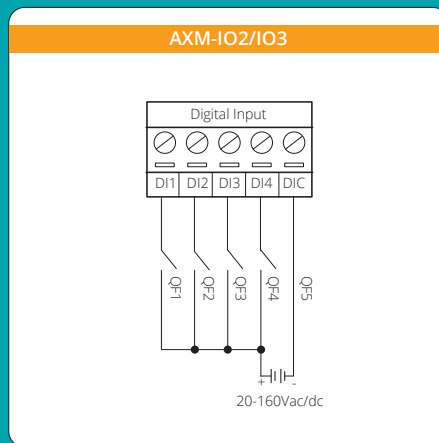 AXM-IO2/IO3
Digital Input
DI1 DI2 DI3 DI4 DIC
QF1 QF2 QF3 QF4 QF5
+ -
20-160Vac/dc